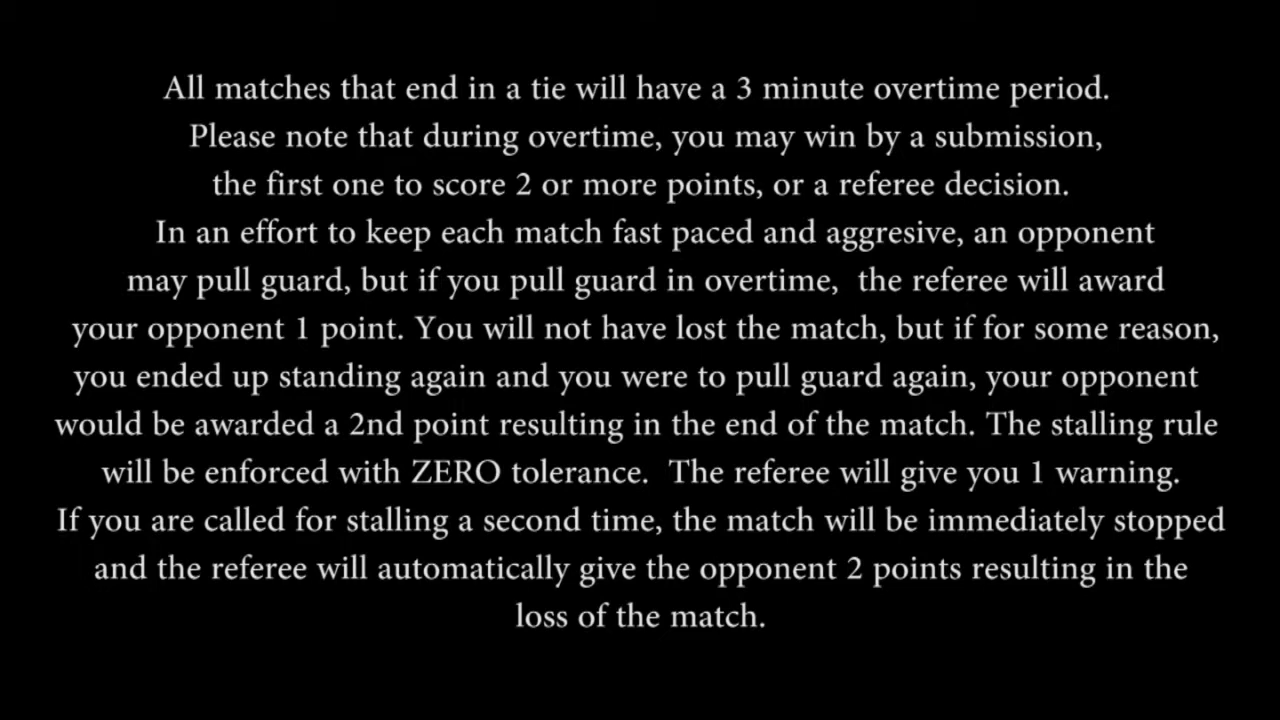 All matches that end in a tie will have a 3 minute overtime period.
Please note that during overtime, you may win by a submission,
the first one to score 2 or more points, or a referee decision.
In an effort to keep each match fast paced and aggresive, an opponent
may pull guard, but if you pull guard in overtime,  the referee will award
your opponent 1 point. You will not have lost the match, but if for some reason,
you ended up standing again and you were to pull guard again, your opponent
would be awarded a 2nd point resulting in the end of the match. The stalling rule
will be enforced with ZERO tolerance.  The referee will give you 1 warning.
If you are called for stalling a second time, the match will be immediately stopped
and the referee will automatically give the opponent 2 points resulting in the
loss of the match.